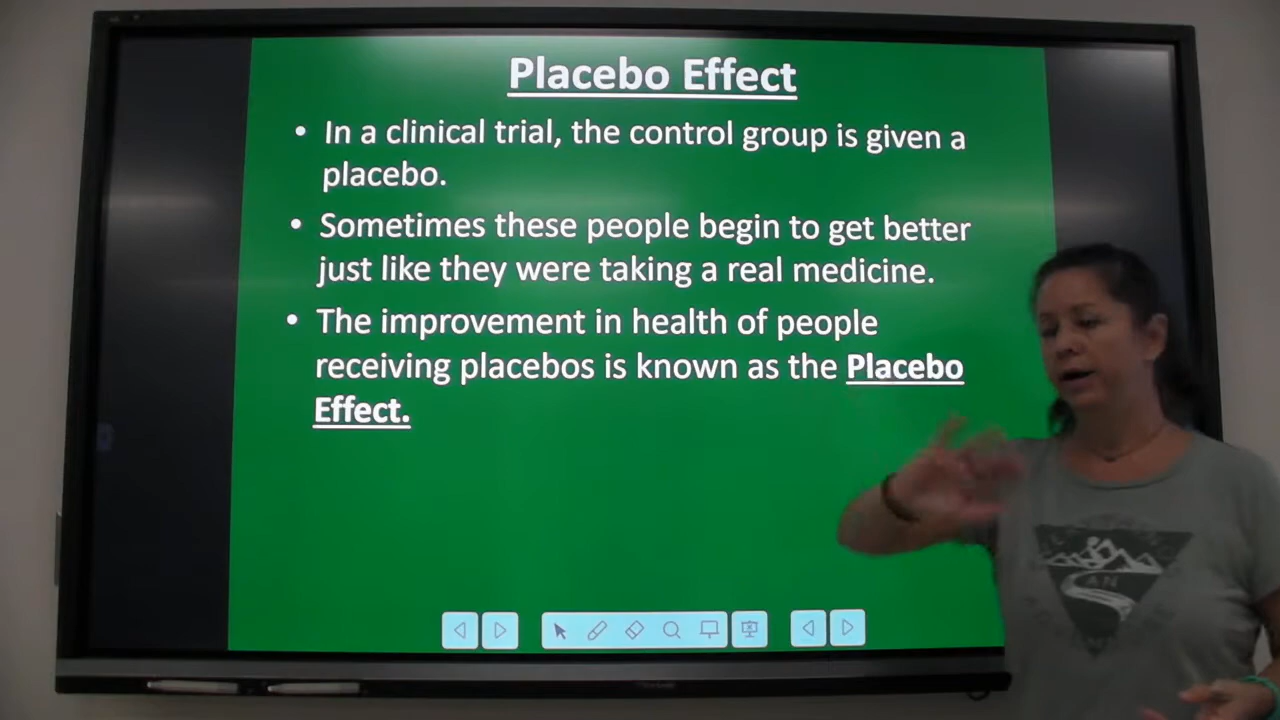 Placebo Effect
• In a clinical trial, the control group is given a
placebo.
• Sometimes these people begin to get better
just like they were taking a real medicine.
• The improvement in health of people
receiving placebos is known as the Placebo
Effect.
AN